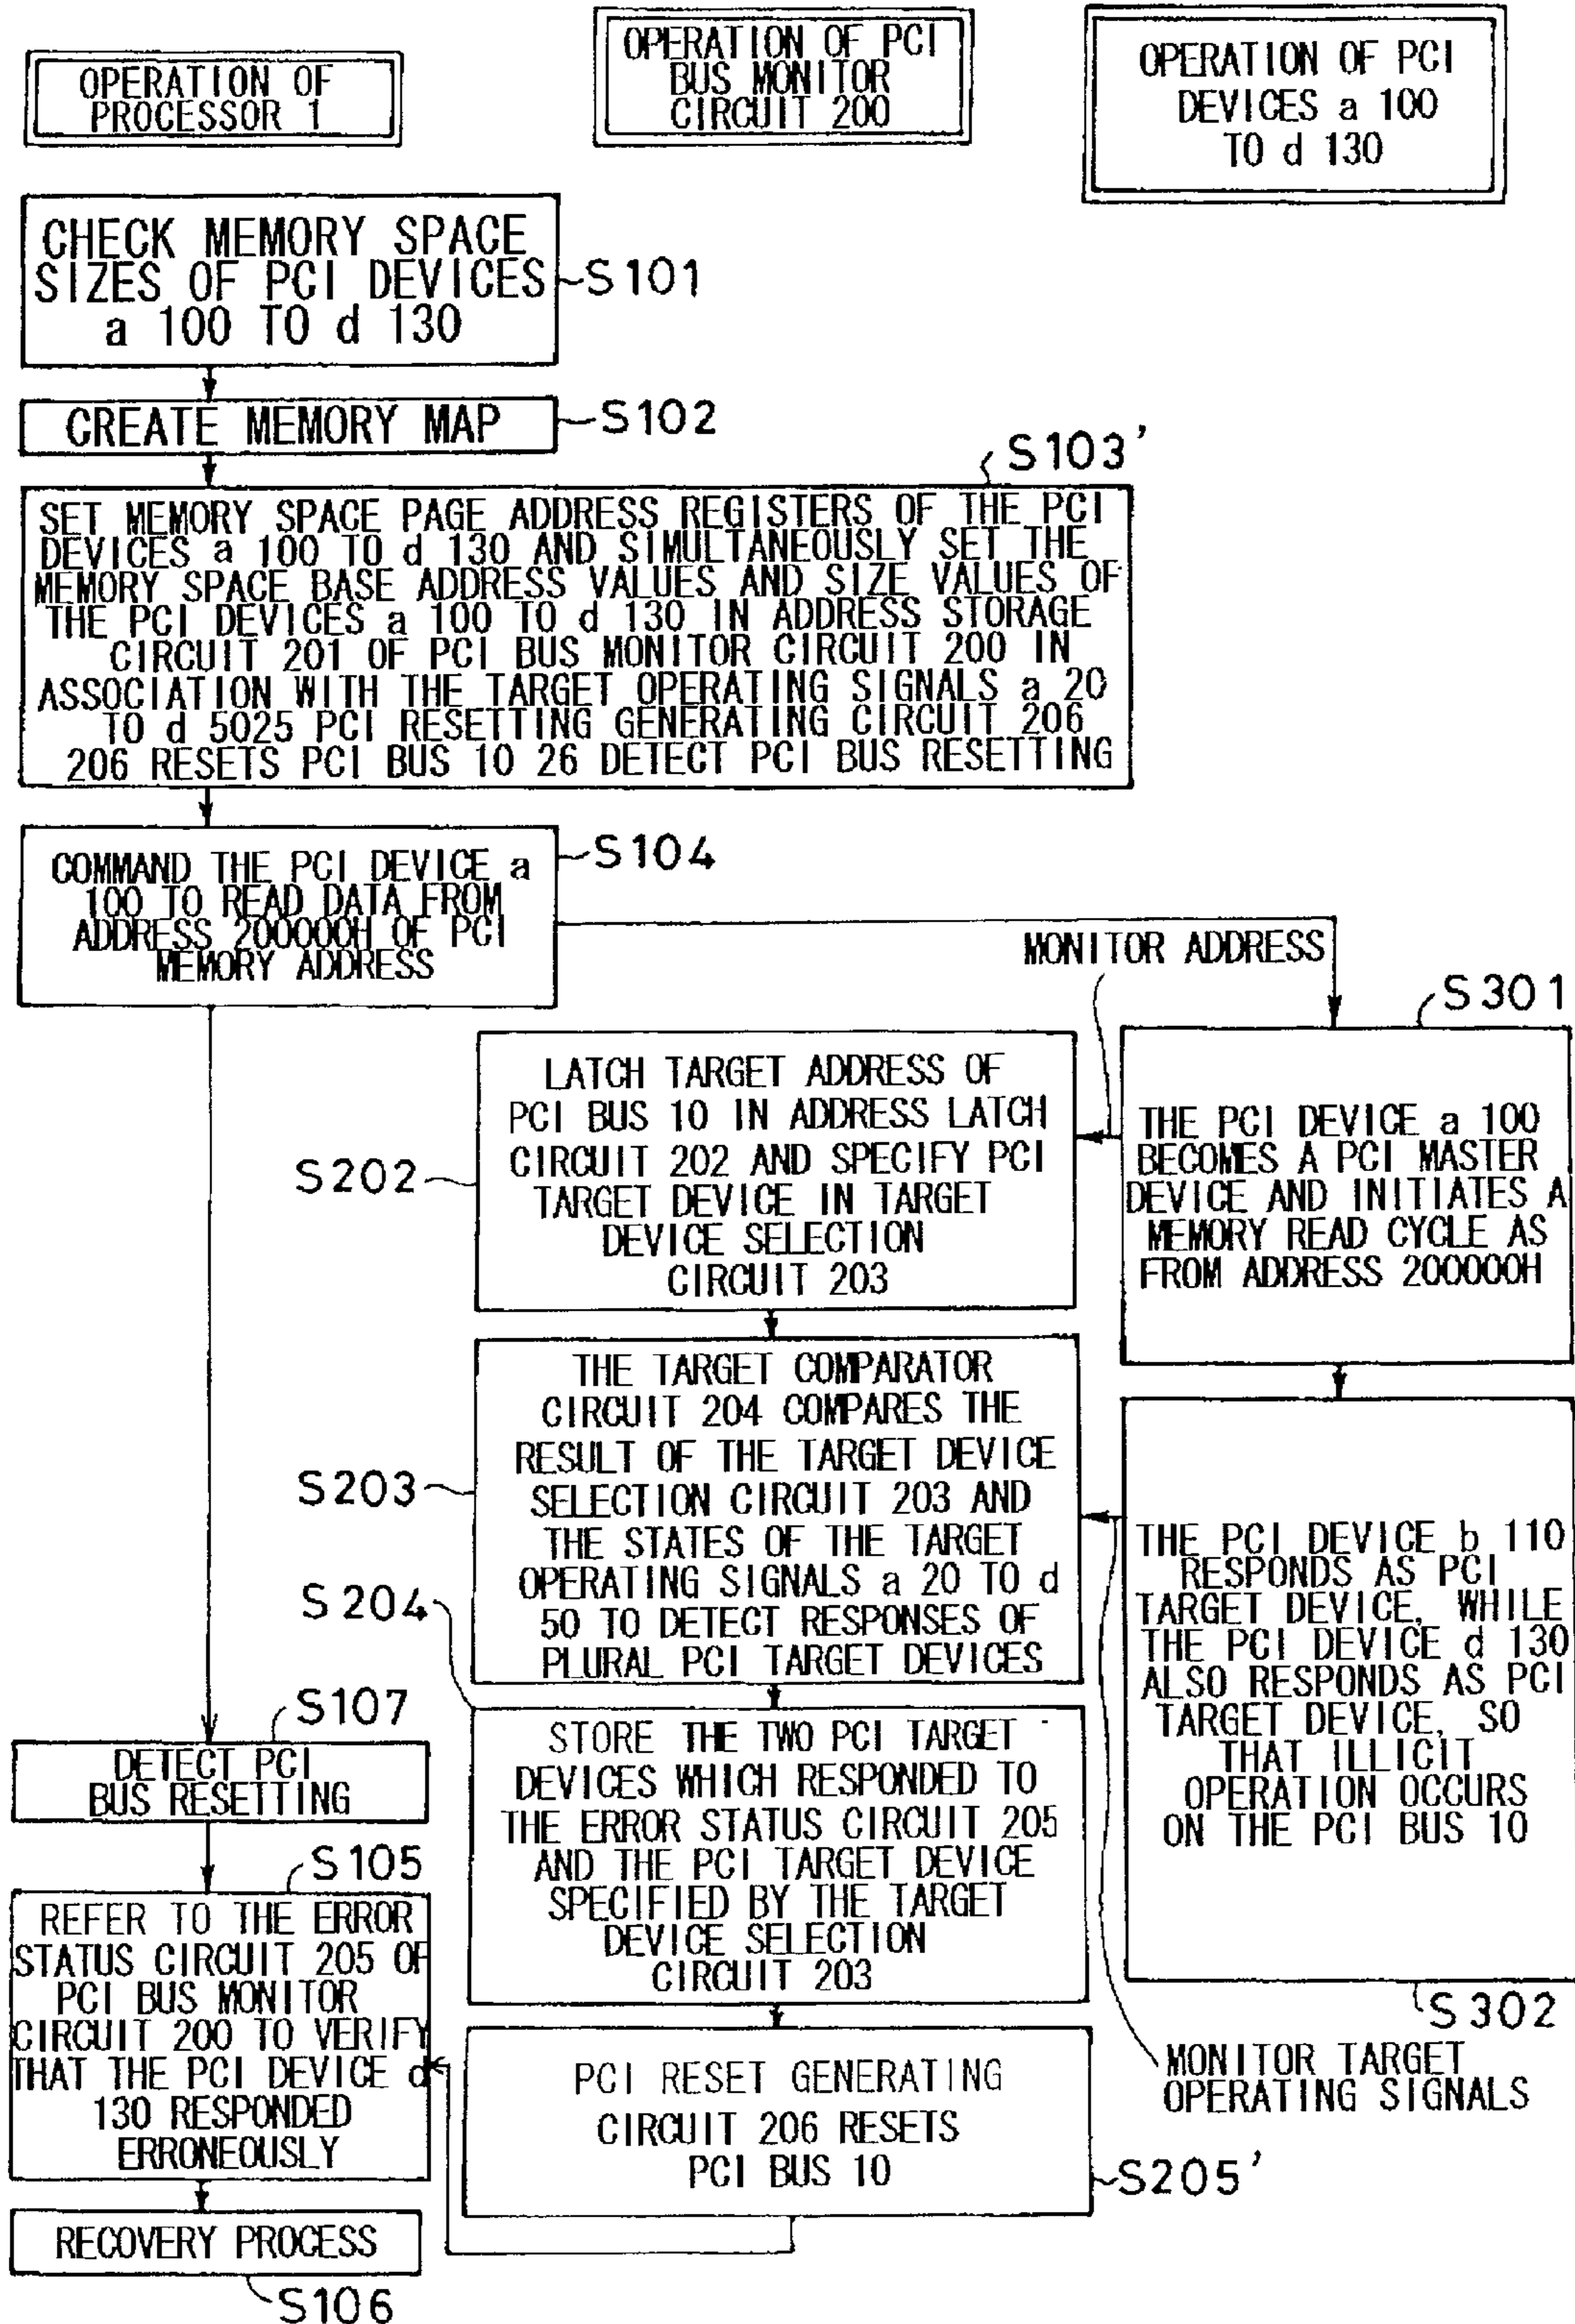 OPERATION OF
PROCESSOR 1
OPERATION OF PCI
BUS MONITOR
CIRCUIT 200
OPERATION OF PCI
DEVICES a 100
TO d 130
CHECK MEMORY SPACE
SIZES OF PCI DEVICES
a 100 TO d 130
S101
CREATE MEMORY MAP
S102
S103'
SET MEMORY SPACE PAGE ADDRESS REGISTERS OF THE PCI
DEVICES a 100 TO d 130 AND SIMULTANEOUSLY SET THE
MEMORY SPACE BASE ADDRESS VALUES AND SIZE VALUES OF
THE PCI DEVICES a 100 TO d 130 IN ADDRESS STORAGE
CIRCUIT 201 OF PCI BUS MONITOR CIRCUIT 200 IN
ASSOCIATION WITH THE TARGET OPERATING SIGNALS a 20
TO d 5025 PCI RESETTING GENERATING CIRCUIT 206
206 RESETS PCI BUS 10 26 DETECT PCI BUS RESETTING
COMMAND THE PCI DEVICE a
100 TO READ DATA FROM
ADDRESS 200000H OF PCI
MEMORY ADDRESS
S104
MONITOR ADDRESS
S301
THE PCI DEVICE a 100
BECOMES A PCI MASTER
DEVICE AND INITIATES A
MEMORY READ CYCLE AS
FROM ADDRESS 200000H
LATCH TARGET ADDRESS OF
PCI BUS 10 IN ADDRESS LATCH
CIRCUIT 202 AND SPECIFY PCI
TARGET DEVICE IN TARGET
DEVICE SELECTION
CIRCUIT 203
S202
THE TARGET COMPARATOR
CIRCUIT 204 COMPARES THE
RESULT OF THE TARGET DEVICE
SELECTION CIRCUIT 203 AND
THE STATES OF THE TARGET
OPERATING SIGNALS a 20 TO d
50 TO DETECT RESPONSES OF
PLURAL PCI TARGET DEVICES
S203
S204
THE PCI DEVICE b 110
RESPONDS AS PCI
TARGET DEVICE, WHILE
THE PCI DEVICE d 130
ALSO RESPONDS AS PCI
TARGET DEVICE, SO
THAT ILLICIT
OPERATION OCCURS
ON THE PCI BUS 10
S302
STORE THE TWO PCI TARGET
DEVICES WHICH RESPONDED TO
THE ERROR STATUS CIRCUIT 205
AND THE PCI TARGET DEVICE
SPECIFIED BY THE TARGET
DEVICE SELECTION
CIRCUIT 203
S107
DETECT PCI
BUS RESETTING
S105
REFER TO THE ERROR
STATUS CIRCUIT 205 OF
PCI BUS MONITOR
CIRCUIT 200 TO VERIFY
THAT THE PCI DEVICE d
130 RESPONDED
ERRONEOUSLY
PCI RESET GENERATING
CIRCUIT 206 RESETS
PCI BUS 10
S205'
MONITOR TARGET
OPERATING SIGNALS
RECOVERY PROCESS
S106